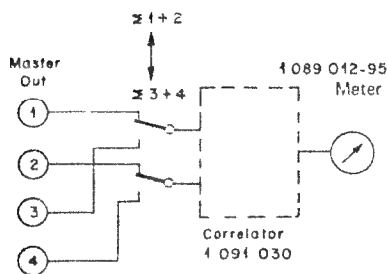 Σ 1+2
Master
Out
Σ 3+4
1 089 012-95
Meter
1
2
3
4
Correlator
1 091 030